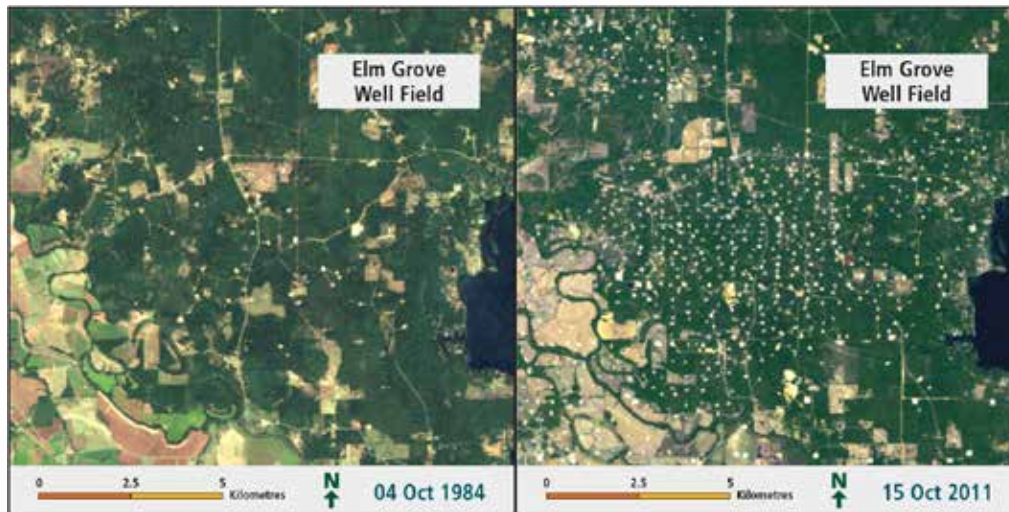 Elm Grove
Well Field
0 2.5 5 Kilometres N 04 Oct 1984
Elm Grove
Well Field
0 2.5 5 Kilometres N 15 Oct 2011